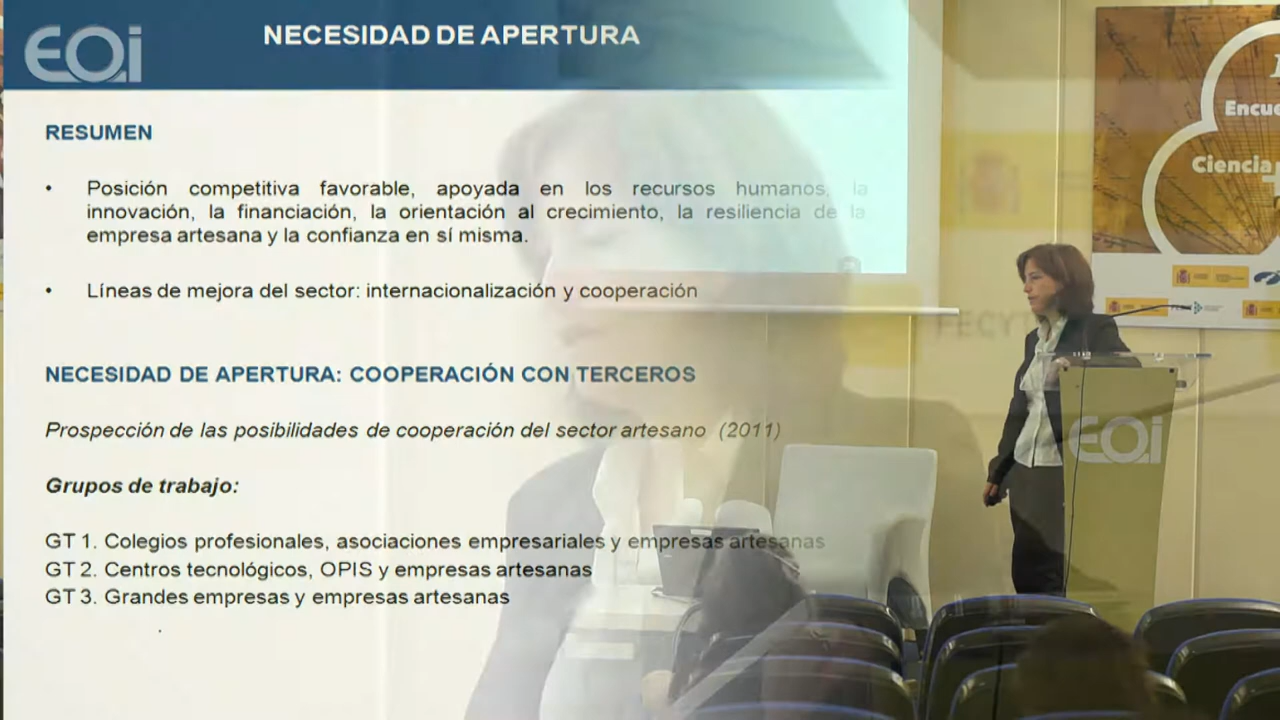 EOi
NECESIDAD DE APERTURA
RESUMEN
• Posición competitiva favorable, apoyada en los recursos humanos, la
innovación, la financiación, la orientación al crecimiento, la resiliencia de la
empresa artesana y la confianza en sí misma.
• Líneas de mejora del sector: internacionalización y cooperación
NECESIDAD DE APERTURA: COOPERACIÓN CON TERCEROS
Prospección de las posibilidades de cooperación del sector artesano (2011)
Grupos de trabajo:
GT 1. Colegios profesionales, asociaciones empresariales y empresas artesanas
GT 2. Centros tecnológicos, OPIS y empresas artesanas
GT 3. Grandes empresas y empresas artesanas
Ciencia
FECYT
EOi